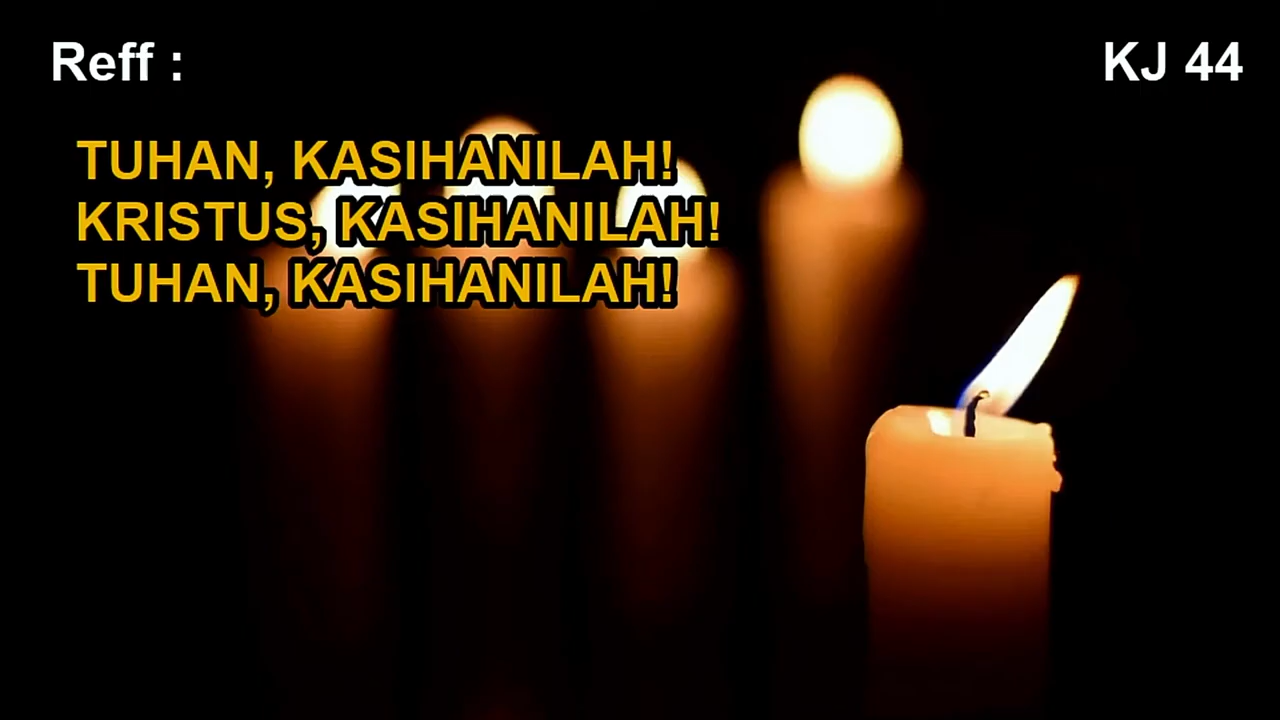 Reff :
KJ 44
TUHAN, KASIHANILAH!
KRISTUS, KASIHANILAH!
TUHAN, KASIHANILAH!